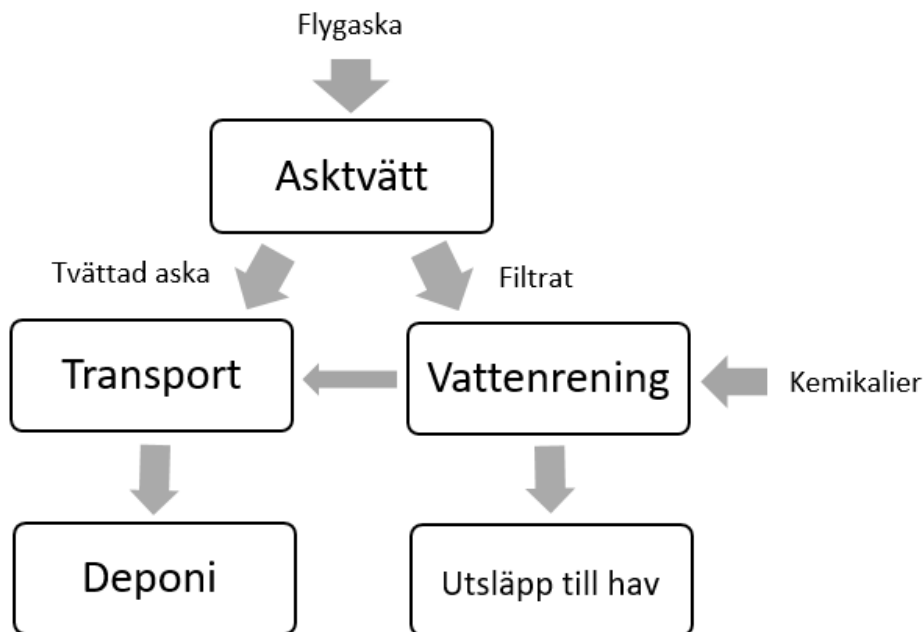 Flygaska
Asktvätt
Tvättad aska
Filtrat
Transport
Vattenrening
Kemikalier
Deponi
Utsläpp till hav